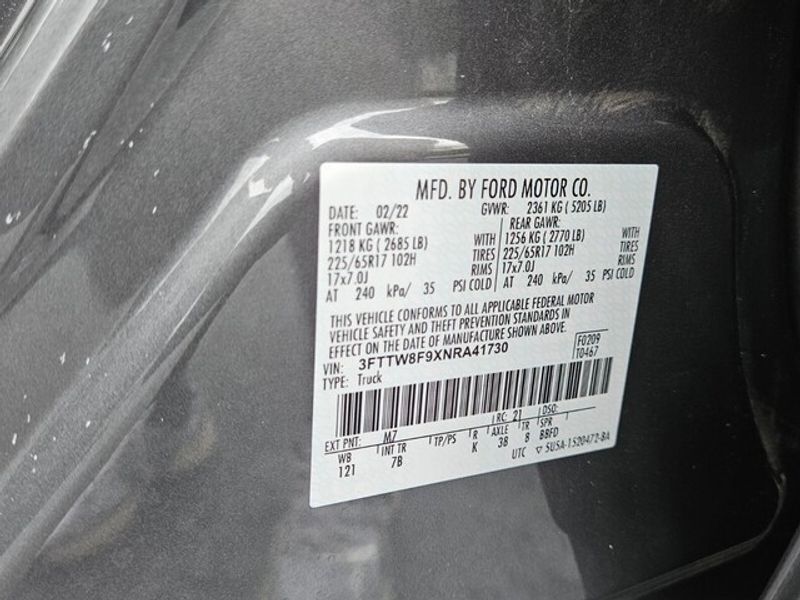 MFD. BY FORD MOTOR CO.
DATE: 02/22 GVWR: 2361 KG ( 5205 LB)
FRONT GAWR: REAR GAWR:
1218 KG ( 2685 LB) WITH 1256 KG ( 2770 LB) WITH
225/65R17 102H TIRES 225/65R17 102H TIRES
17x7.0J RIMS 17x7.0J RIMS
AT 240 kPa/ 35 PSI COLD AT 240 kPa/ 35 PSI COLD
THIS VEHICLE CONFORMS TO ALL APPLICABLE FEDERAL MOTOR
VEHICLE SAFETY AND THEFT PREVENTION STANDARDS IN
EFFECT ON THE DATE OF MANUFACTURE SHOWN ABOVE.
VIN: 3FTTW8F9XNRA41730 F0209
TYPE: Truck T0467
EXT PNT: M7 RC: 21 DSO:
WB INT TR TP/PS R AXLE TR SPR
121 7B K 3B 8 BBFD
UTC 5U5A-1520472-BA